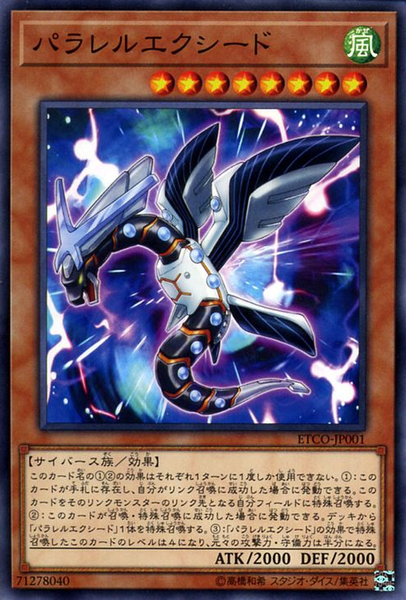 パラレルエクシード
風
ETCO-JP001
【サイバース族／効果】
このカード名の①②の効果はそれぞれ１ターンに１度しか使用できない。①：この
カードが手札に存在し、自分がリンク召喚に成功した場合に発動できる。この
カードをそのリンクモンスターのリンク先となる自分フィールドに特殊召喚する。
②：このカードが召喚・特殊召喚に成功した場合に発動できる。デッキから
「パラレルエクシード」１体を特殊召喚する。③：「パラレルエクシード」の効果で特殊
召喚したこのカードのレベルは４になり、元々の攻撃力・守備力は半分になる。
ATK/2000 DEF/2000
71278040
©高橋和希 スタジオ・ダイス/集英社